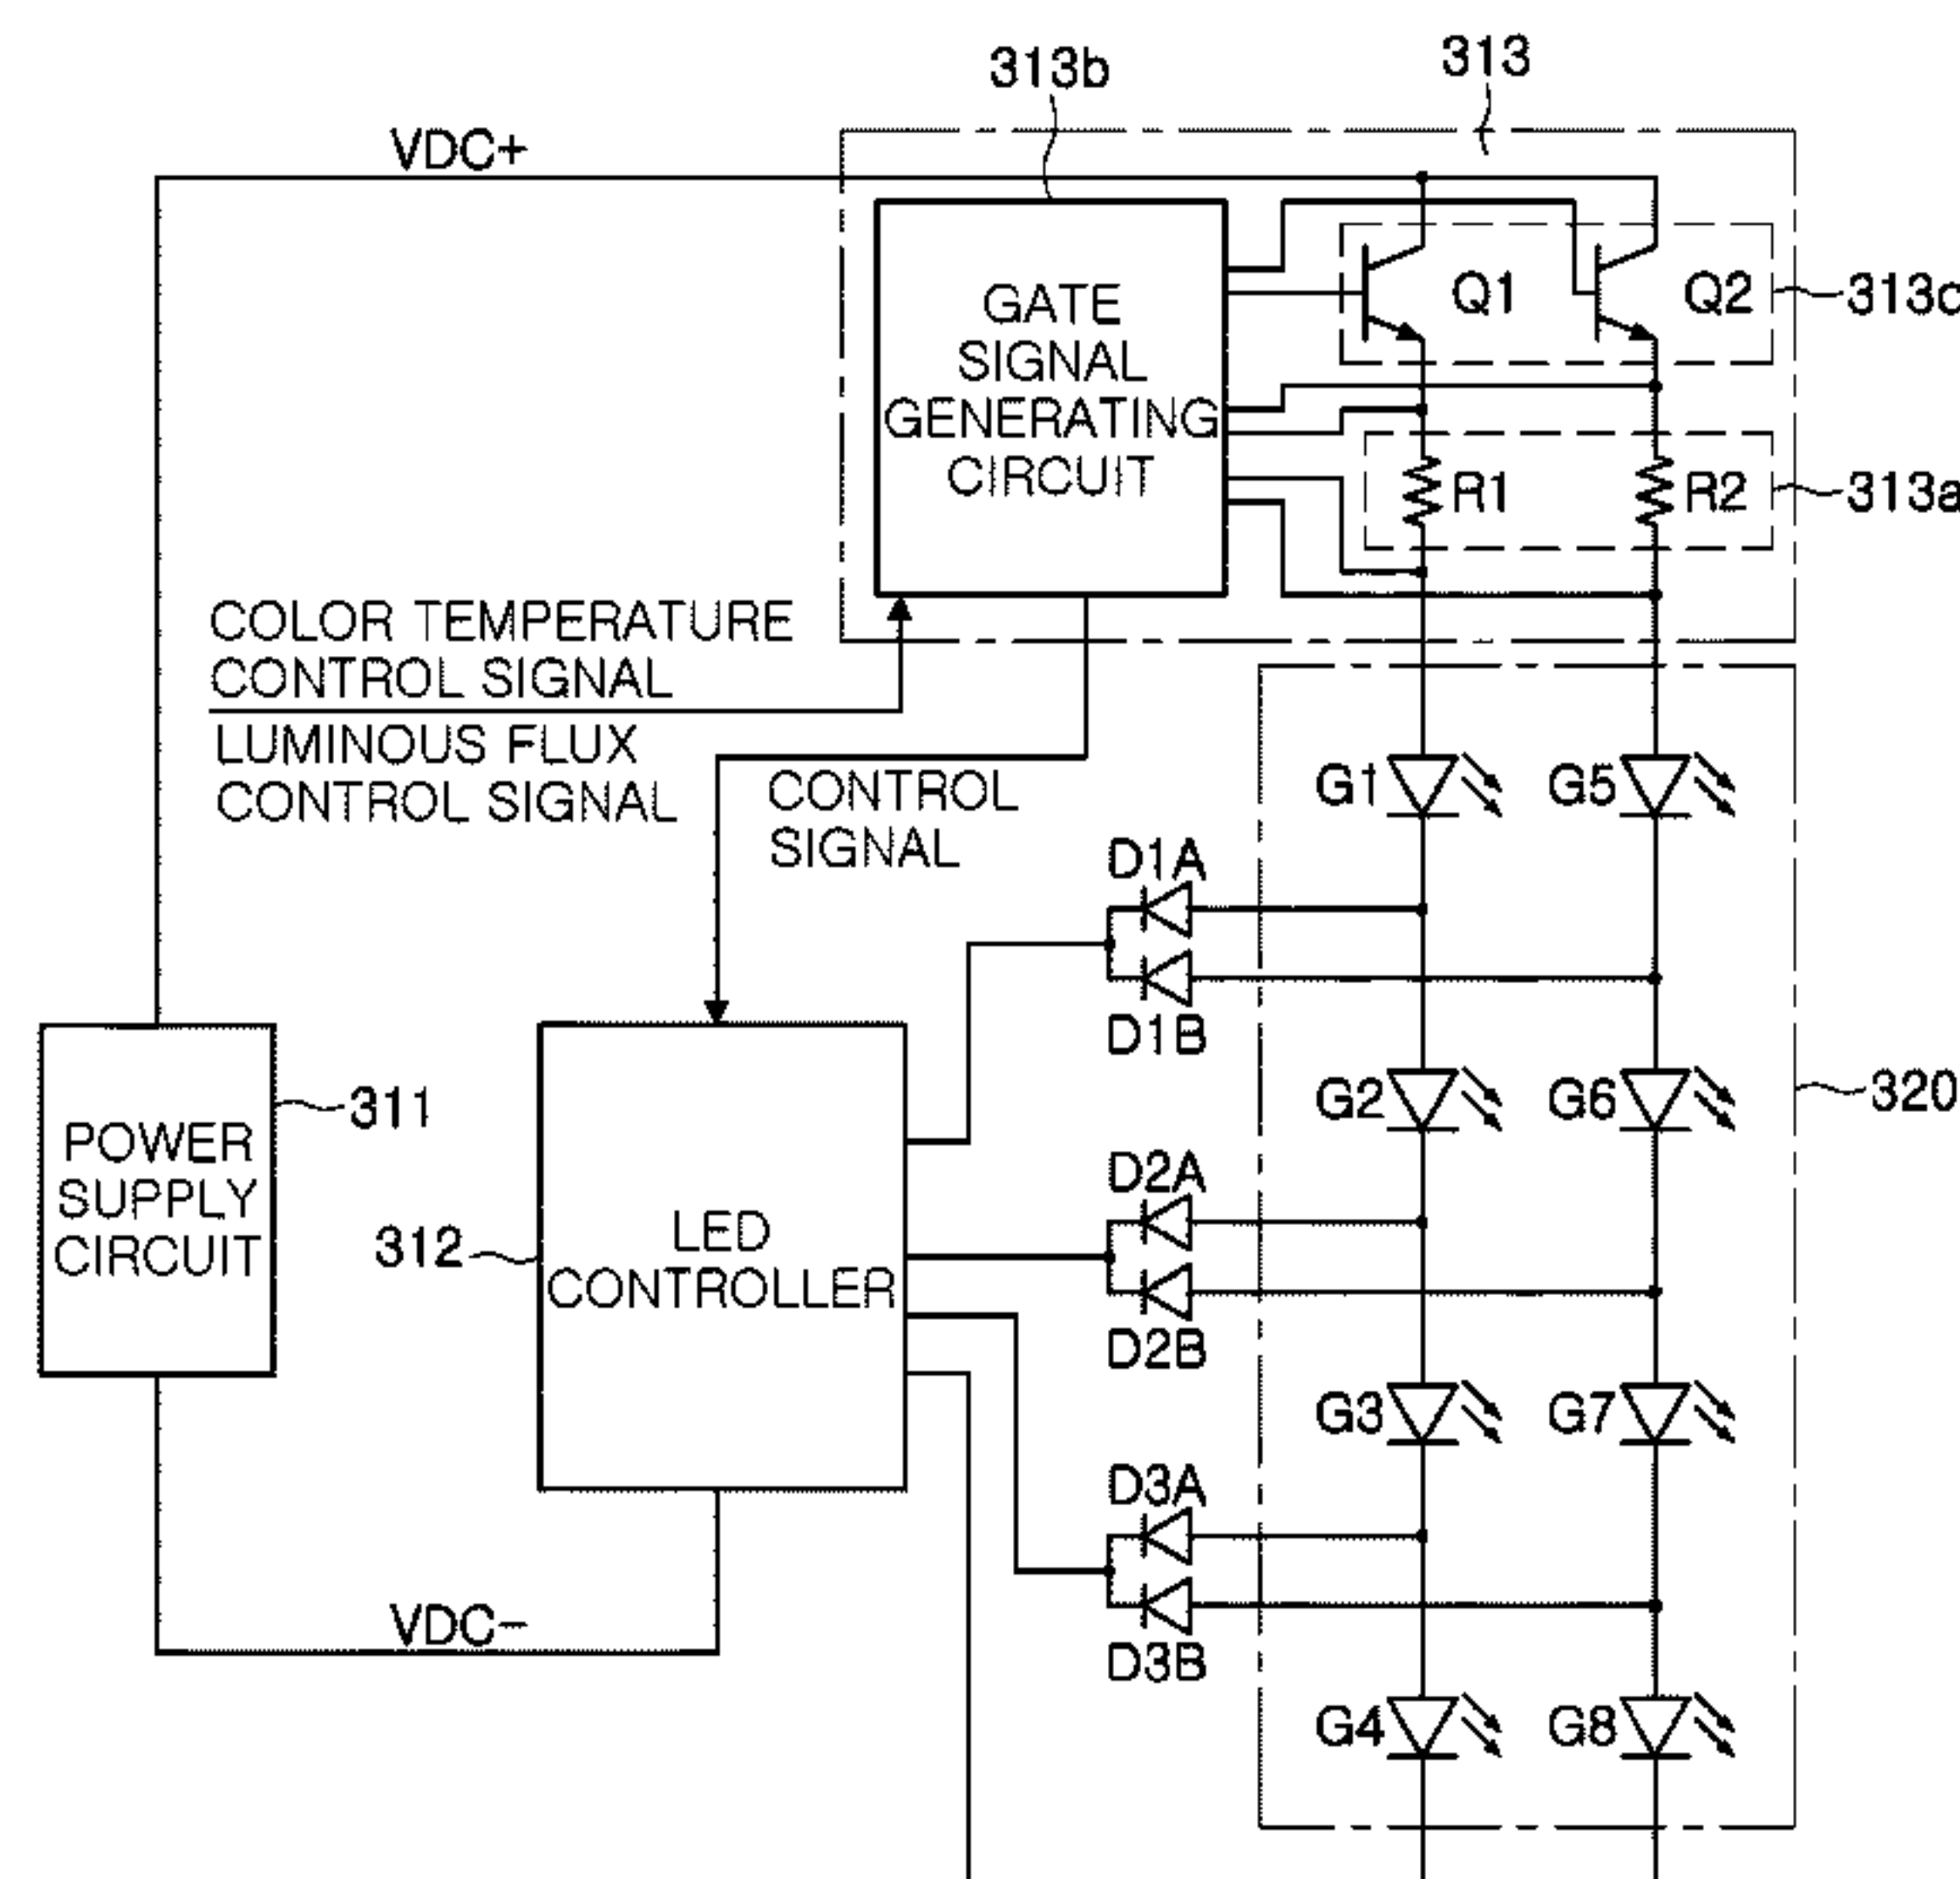 313b
313
VDC+
GATE
SIGNAL
GENERATING
CIRCUIT
Q1
Q2
313c
R1
R2
313a
COLOR TEMPERATURE
CONTROL SIGNAL
LUMINOUS FLUX
CONTROL SIGNAL
CONTROL
SIGNAL
G1
G5
D1A
D1B
311
POWER
SUPPLY
CIRCUIT
312
LED
CONTROLLER
G2
G6
320
D2A
D2B
G3
G7
D3A
D3B
VDC−
G4
G8